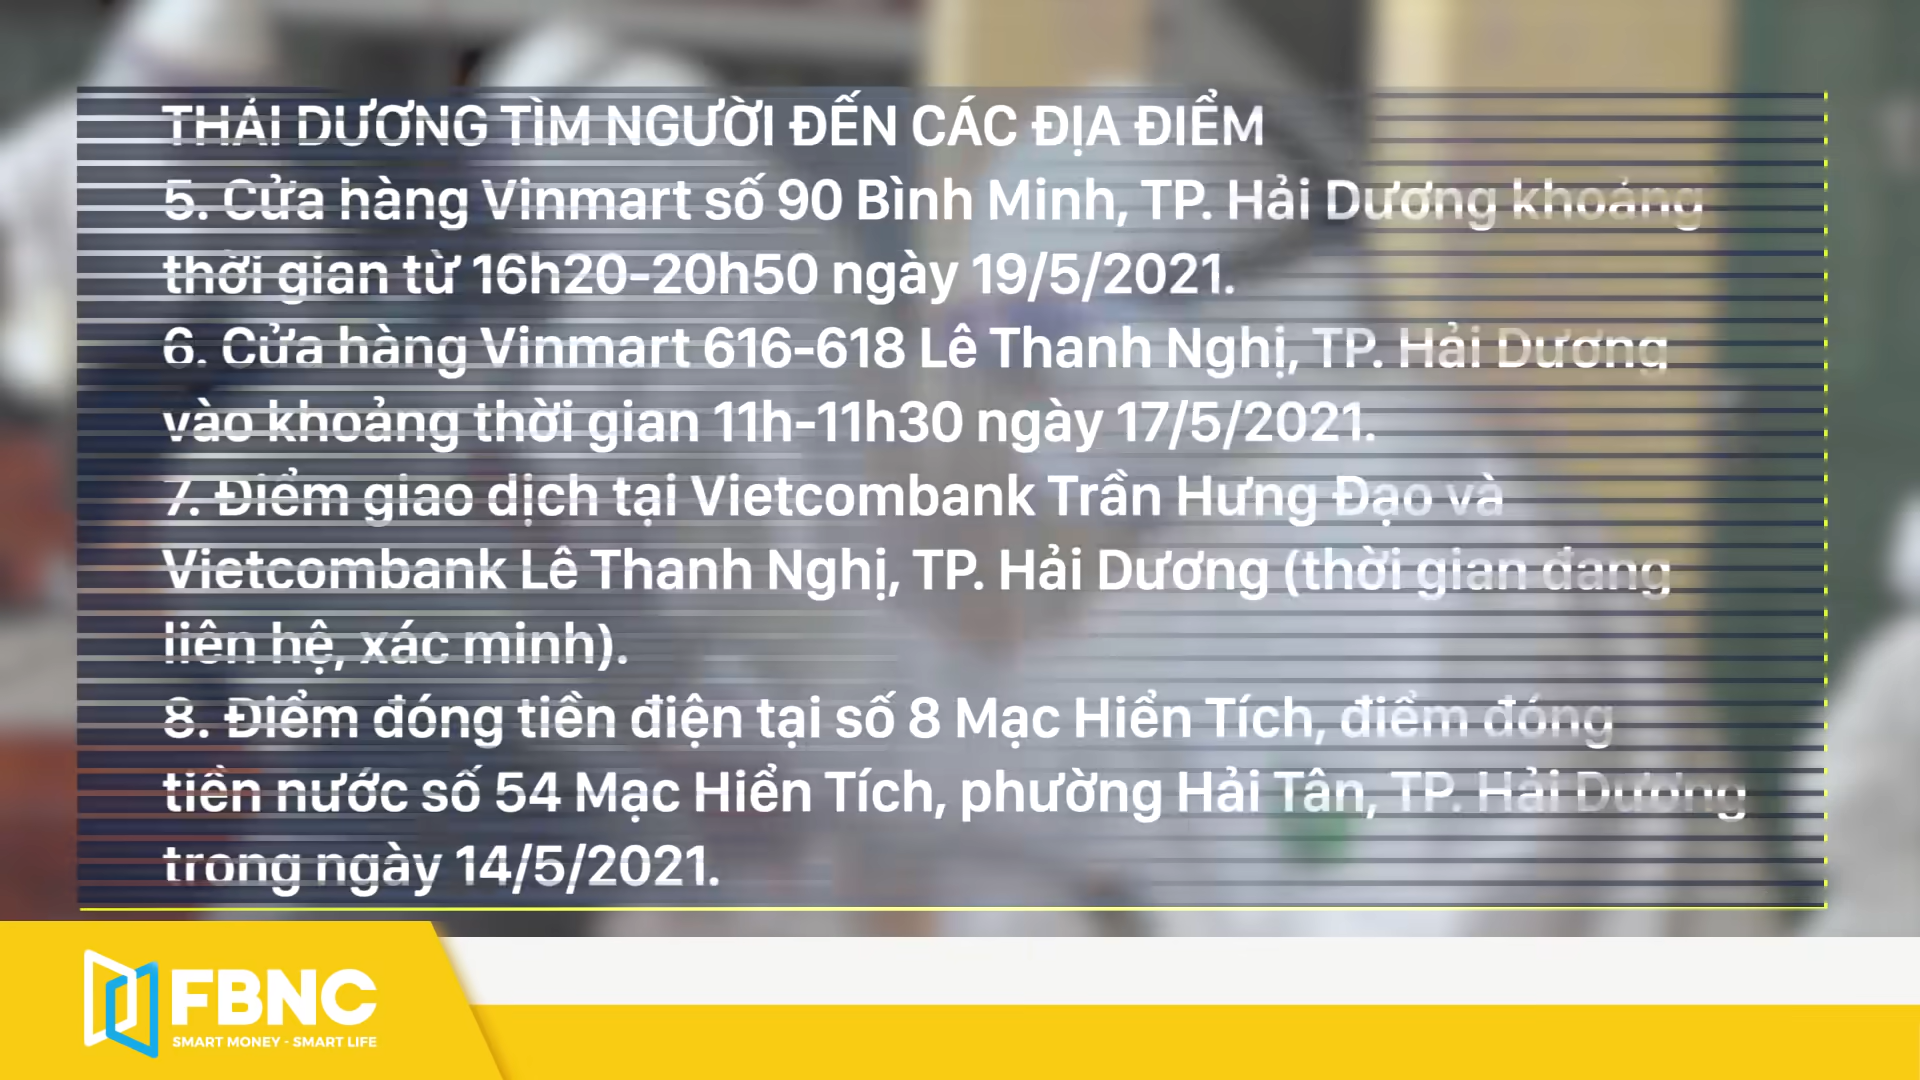 THÁI DƯƠNG TÌM NGƯỜI ĐẾN CÁC ĐỊA ĐIỂM
5. Cửa hàng Vinmart số 90 Bình Minh, TP. Hải Dương khoảng
thời gian từ 16h20-20h50 ngày 19/5/2021.
6. Cửa hàng Vinmart 616-618 Lê Thanh Nghị, TP. Hải Dương
vào khoảng thời gian 11h-11h30 ngày 17/5/2021.
7. Điểm giao dịch tại Vietcombank Trần Hưng Đạo và
Vietcombank Lê Thanh Nghị, TP. Hải Dương (thời gian đang
liên hệ, xác minh).
8. Điểm đóng tiền điện tại số 8 Mạc Hiển Tích, điểm đóng
tiền nước số 54 Mạc Hiển Tích, phường Hải Tân, TP. Hải Dương
trong ngày 14/5/2021.
FBNC
SMART MONEY - SMART LIFE